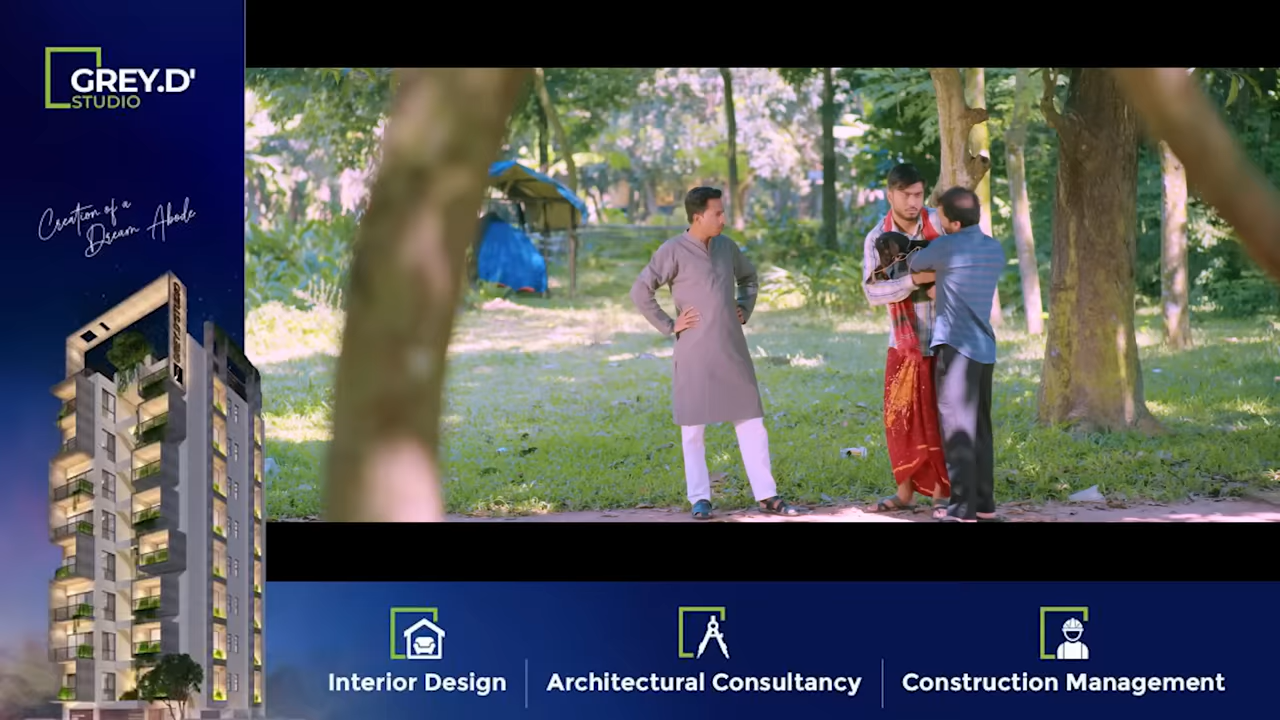 GREY.D'
STUDIO
Creation of a
Dream Abode
Interior Design
Architectural Consultancy
Construction Management